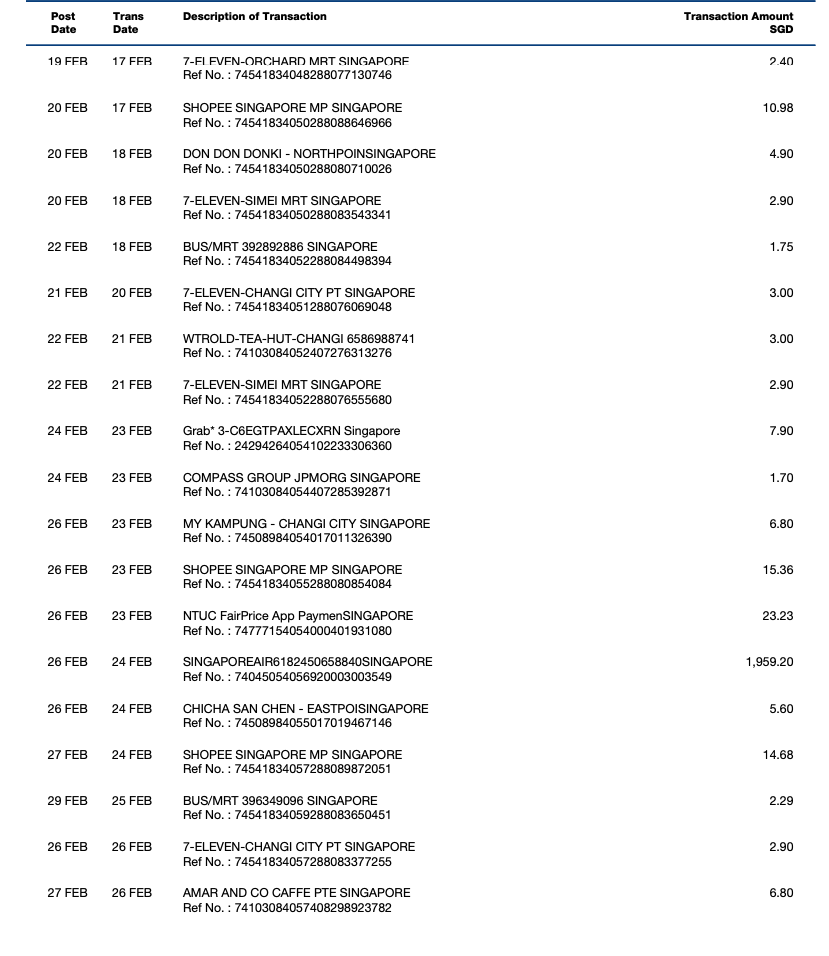 Post Trans Description of Transaction Transaction Amount
Date Date SGD
19 FEB 17 FEB 7-ELEVEN-ORCHARD MRT SINGAPORE 2.40
Ref No. : 74541834048288077130746
20 FEB 17 FEB SHOPEE SINGAPORE MP SINGAPORE 10.98
Ref No. : 74541834050288088646966
20 FEB 18 FEB DON DON DONKI - NORTHPOINSINGAPORE 4.90
Ref No. : 74541834050288080710026
20 FEB 18 FEB 7-ELEVEN-SIMEI MRT SINGAPORE 2.90
Ref No. : 74541834050288083543341
22 FEB 18 FEB BUS/MRT 392892886 SINGAPORE 1.75
Ref No. : 74541834052288084498394
21 FEB 20 FEB 7-ELEVEN-CHANGI CITY PT SINGAPORE 3.00
Ref No. : 74541834051288076069048
22 FEB 21 FEB WTROLD-TEA-HUT-CHANGI 6586988741 3.00
Ref No. : 74103084052407276313276
22 FEB 21 FEB 7-ELEVEN-SIMEI MRT SINGAPORE 2.90
Ref No. : 74541834052288076555680
24 FEB 23 FEB Grab* 3-C6EGTPAXLECXRN Singapore 7.90
Ref No. : 24294264054102233306360
24 FEB 23 FEB COMPASS GROUP JPMORG SINGAPORE 1.70
Ref No. : 74103084054407285392871
26 FEB 23 FEB MY KAMPUNG - CHANGI CITY SINGAPORE 6.80
Ref No. : 74508984054017011326390
26 FEB 23 FEB SHOPEE SINGAPORE MP SINGAPORE 15.36
Ref No. : 74541834055288080854084
26 FEB 23 FEB NTUC FairPrice App PaymenSINGAPORE 23.23
Ref No. : 74777154054000401931080
26 FEB 24 FEB SINGAPOREAIR6182450658840SINGAPORE 1,959.20
Ref No. : 74045054056920003003549
26 FEB 24 FEB CHICHA SAN CHEN - EASTPOISINGAPORE 5.60
Ref No. : 74508984055017019467146
27 FEB 24 FEB SHOPEE SINGAPORE MP SINGAPORE 14.68
Ref No. : 74541834057288089872051
29 FEB 25 FEB BUS/MRT 396349096 SINGAPORE 2.29
Ref No. : 74541834059288083650451
26 FEB 26 FEB 7-ELEVEN-CHANGI CITY PT SINGAPORE 2.90
Ref No. : 74541834057288083377255
27 FEB 26 FEB AMAR AND CO CAFFE PTE SINGAPORE 6.80
Ref No. : 74103084057408298923782